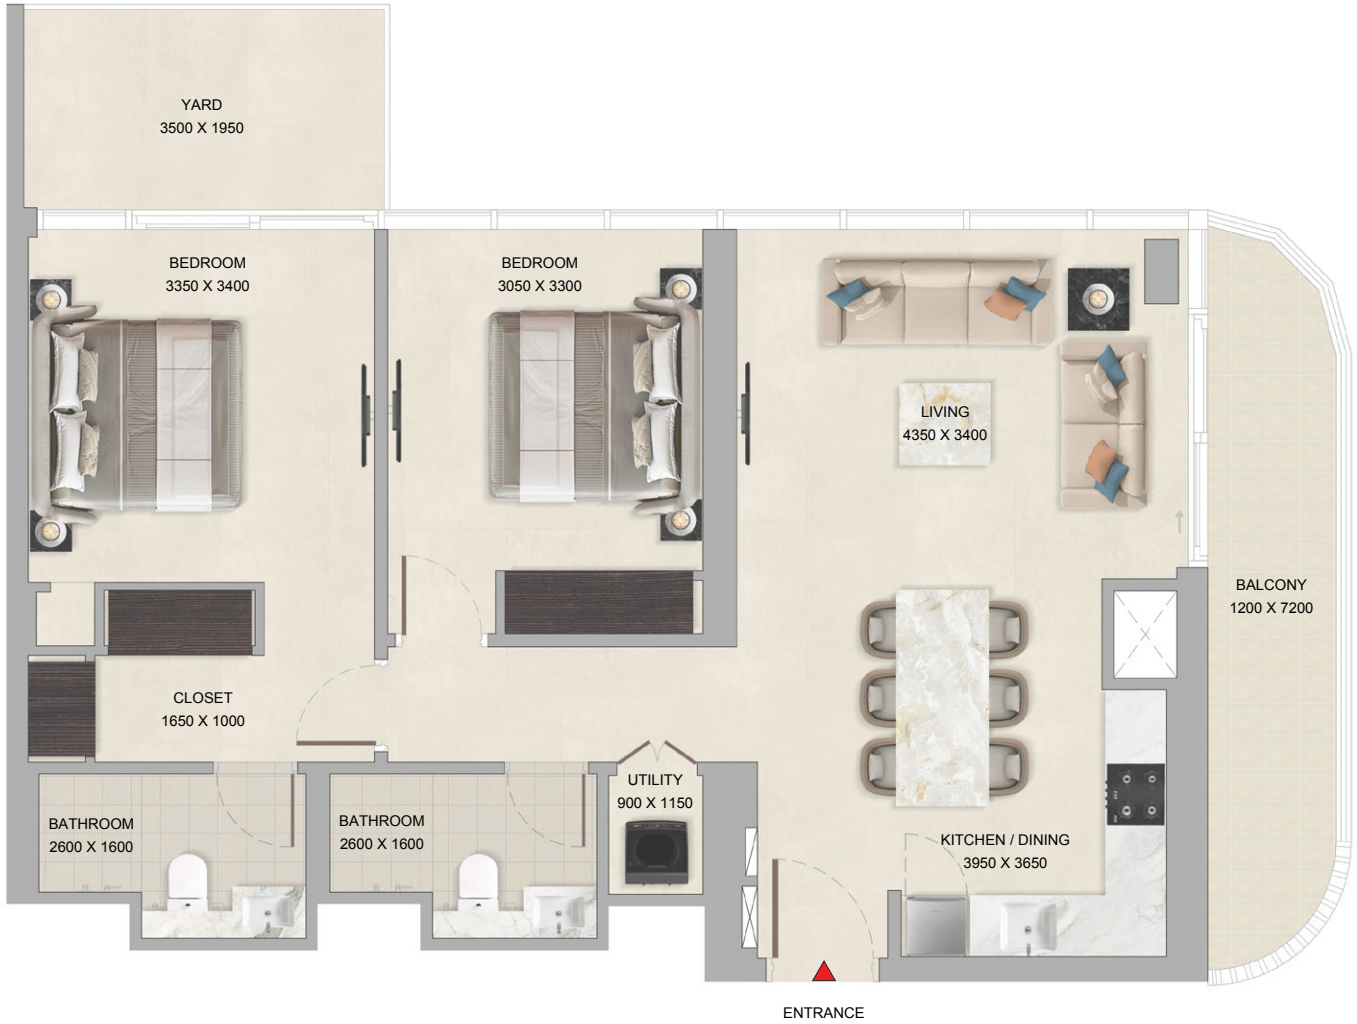 YARD
3500 X 1950
BEDROOM
3350 X 3400
BEDROOM
3050 X 3300
LIVING
4350 X 3400
BALCONY
1200 X 7200
CLOSET
1650 X 1000
UTILITY
900 X 1150
BATHROOM
2600 X 1600
BATHROOM
2600 X 1600
KITCHEN / DINING
3950 X 3650
ENTRANCE